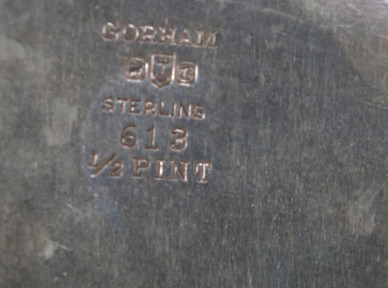 GORHAM
STERLING
613
1/2 PINT